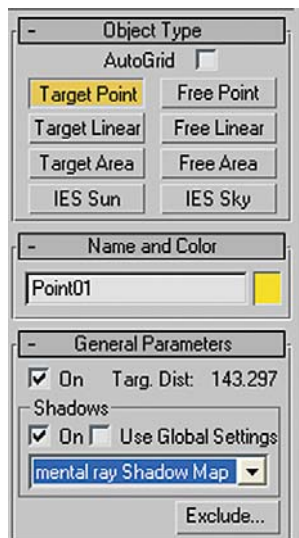 - Object Type
AutoGrid
Target Point Free Point
Target Linear Free Linear
Target Area Free Area
IES Sun IES Sky
- Name and Color
Point01
- General Parameters
On Targ. Dist: 143.297
Shadows
On Use Global Settings
mental ray Shadow Map
Exclude...